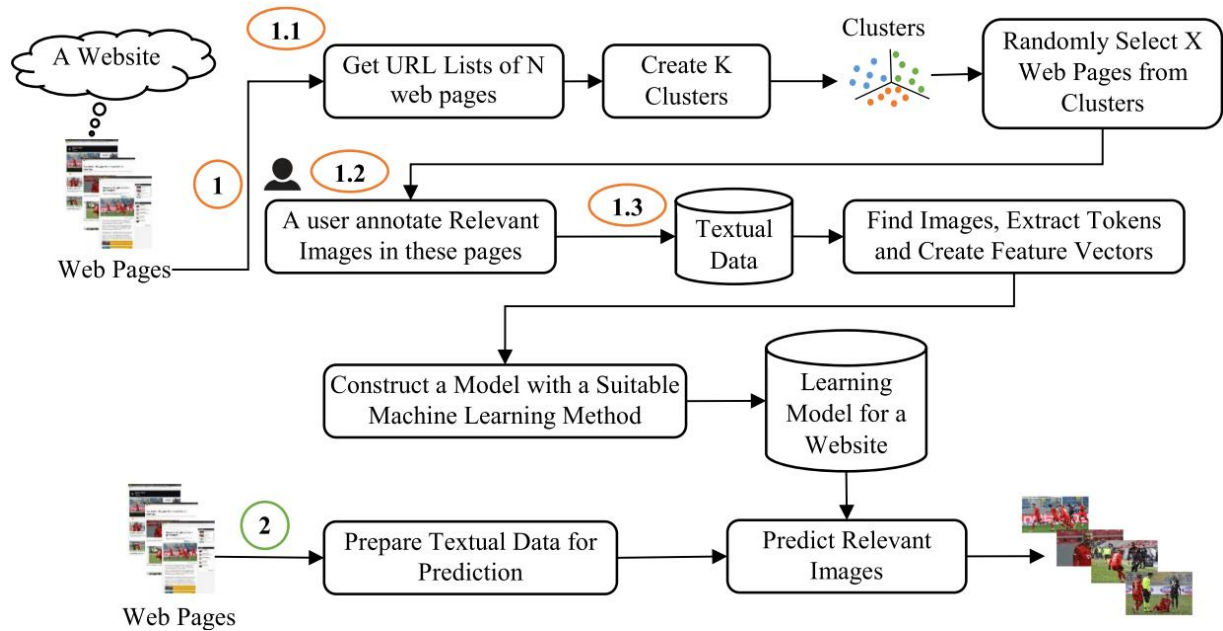 A Website
1.1
Get URL Lists of N
web pages
Create K
Clusters
Clusters
Randomly Select X
Web Pages from
Clusters
1
1.2
1.3
Web Pages
A user annotate Relevant
Images in these pages
Textual
Data
Find Images, Extract Tokens
and Create Feature Vectors
Construct a Model with a Suitable
Machine Learning Method
Learning
Model for a
Website
2
Web Pages
Prepare Textual Data for
Prediction
Predict Relevant
Images